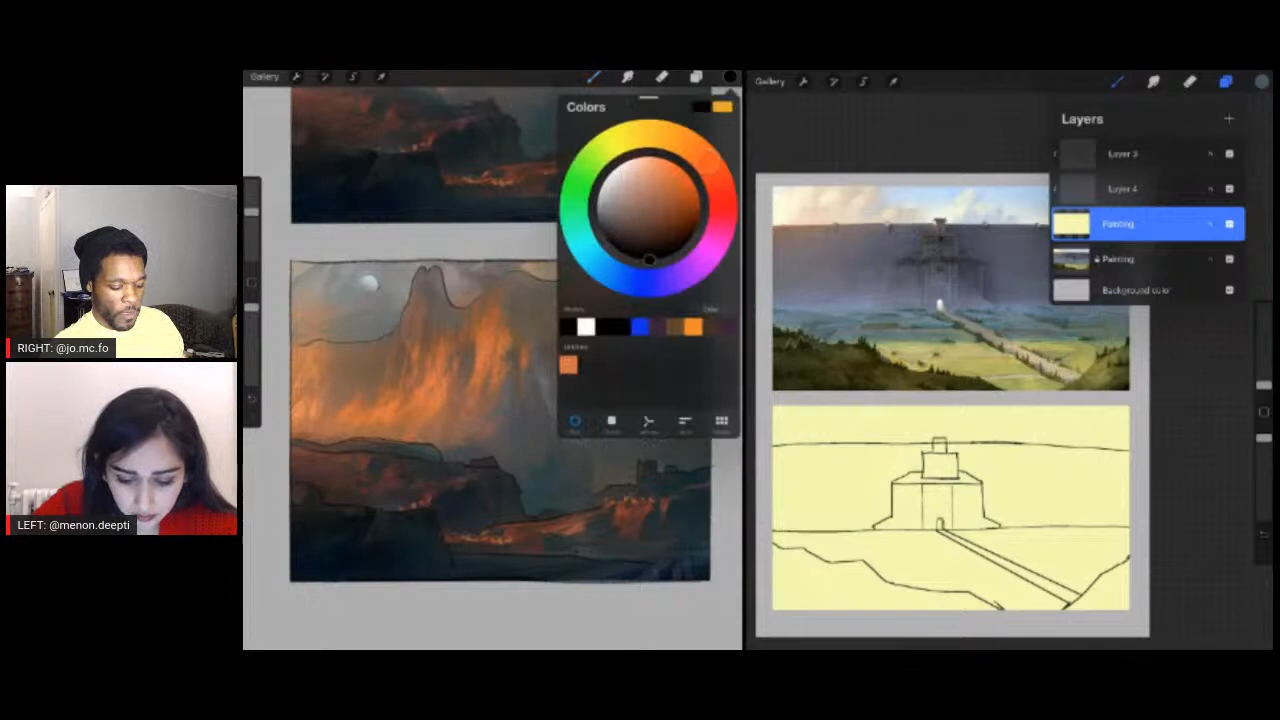 RIGHT: @jo.mc.fo
LEFT: @menon.deepti
Gallery
Colors
Gallery
Layers
Layer 3
N
Layer 4
N
Painting
N
Painting
N
Background color